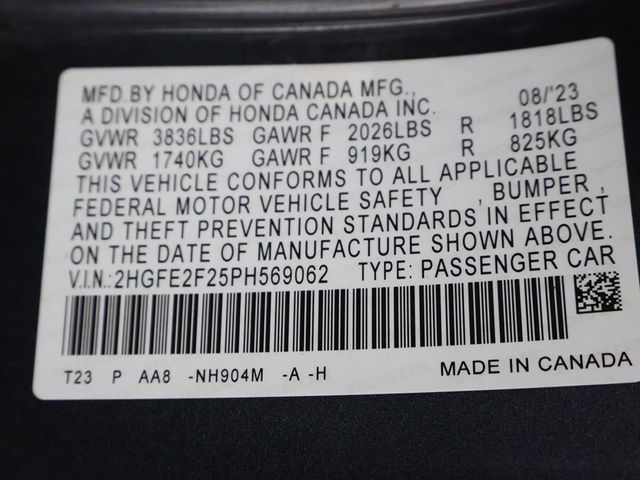 MFD.BY HONDA OF CANADA MFG.,
A DIVISION OF HONDA CANADA INC. 08/'23
GVWR 3836LBS GAWR F 2026LBS R 1818LBS
GVWR 1740KG GAWR F 919KG R 825KG
THIS VEHICLE CONFORMS TO ALL APPLICABLE
FEDERAL MOTOR VEHICLE SAFETY , BUMPER ,
AND THEFT PREVENTION STANDARDS IN EFFECT
ON THE DATE OF MANUFACTURE SHOWN ABOVE.
V.I.N.:2HGFE2F25PH569062 TYPE: PASSENGER CAR
T23 P AA8 -NH904M -A -H MADE IN CANADA